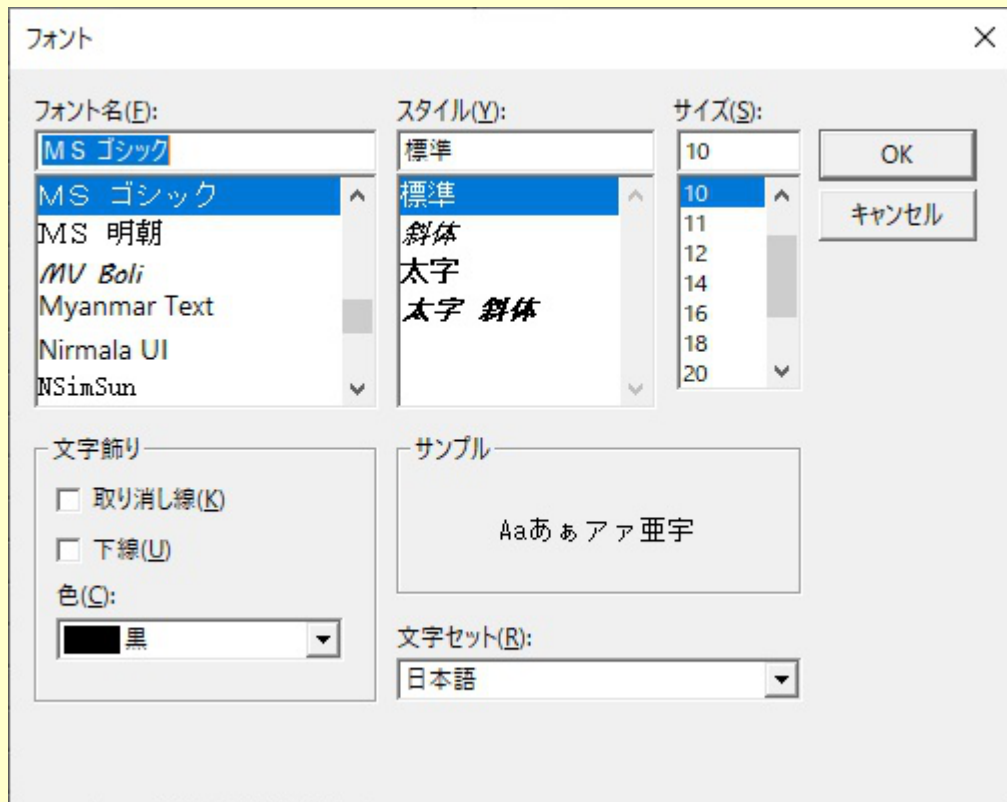 フォント
フォント名(F):
スタイル(Y):
サイズ(S):
ＭＳ ゴシック
標準
10
OK
キャンセル
ＭＳ ゴシック
ＭＳ 明朝
MV Boli
Myanmar Text
Nirmala UI
NSimSun
標準
斜体
太字
太字 斜体
10
11
12
14
16
18
20
文字飾り
取り消し線(K)
下線(U)
色(C):
黒
サンプル
Aaあぁアァ亜宇
文字セット(R):
日本語